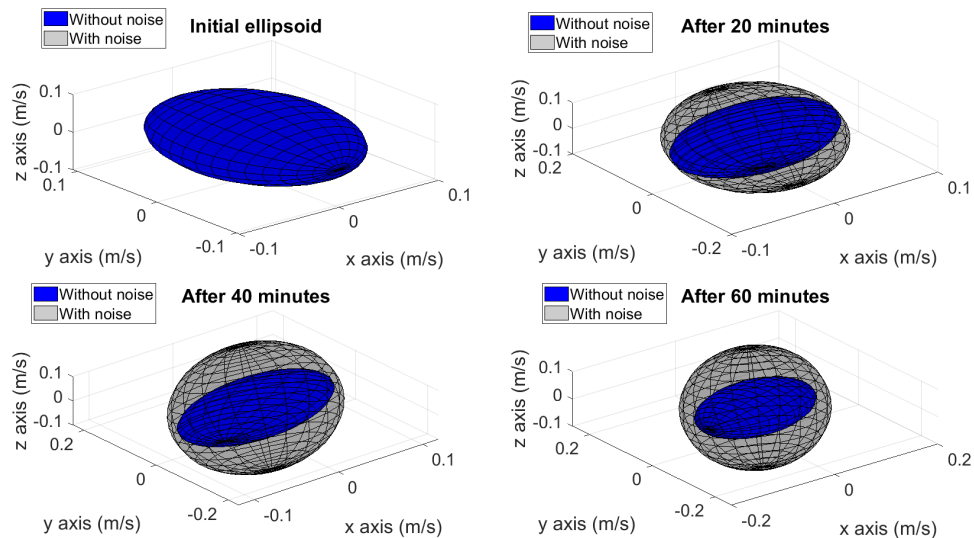 Without noise
With noise
Initial ellipsoid
0.1
0
-0.1
z axis (m/s)
0.1
0
-0.1
y axis (m/s)
-0.1
0
0.1
x axis (m/s)
Without noise
With noise
After 20 minutes
0.1
0
-0.1
z axis (m/s)
0.2
0
-0.2
y axis (m/s)
-0.1
0
0.1
x axis (m/s)
Without noise
With noise
After 40 minutes
0.1
0
-0.1
z axis (m/s)
0.2
0
-0.2
y axis (m/s)
-0.1
0
0.1
x axis (m/s)
Without noise
With noise
After 60 minutes
0.1
0
-0.1
z axis (m/s)
0.2
0
-0.2
y axis (m/s)
-0.2
0
0.2
x axis (m/s)